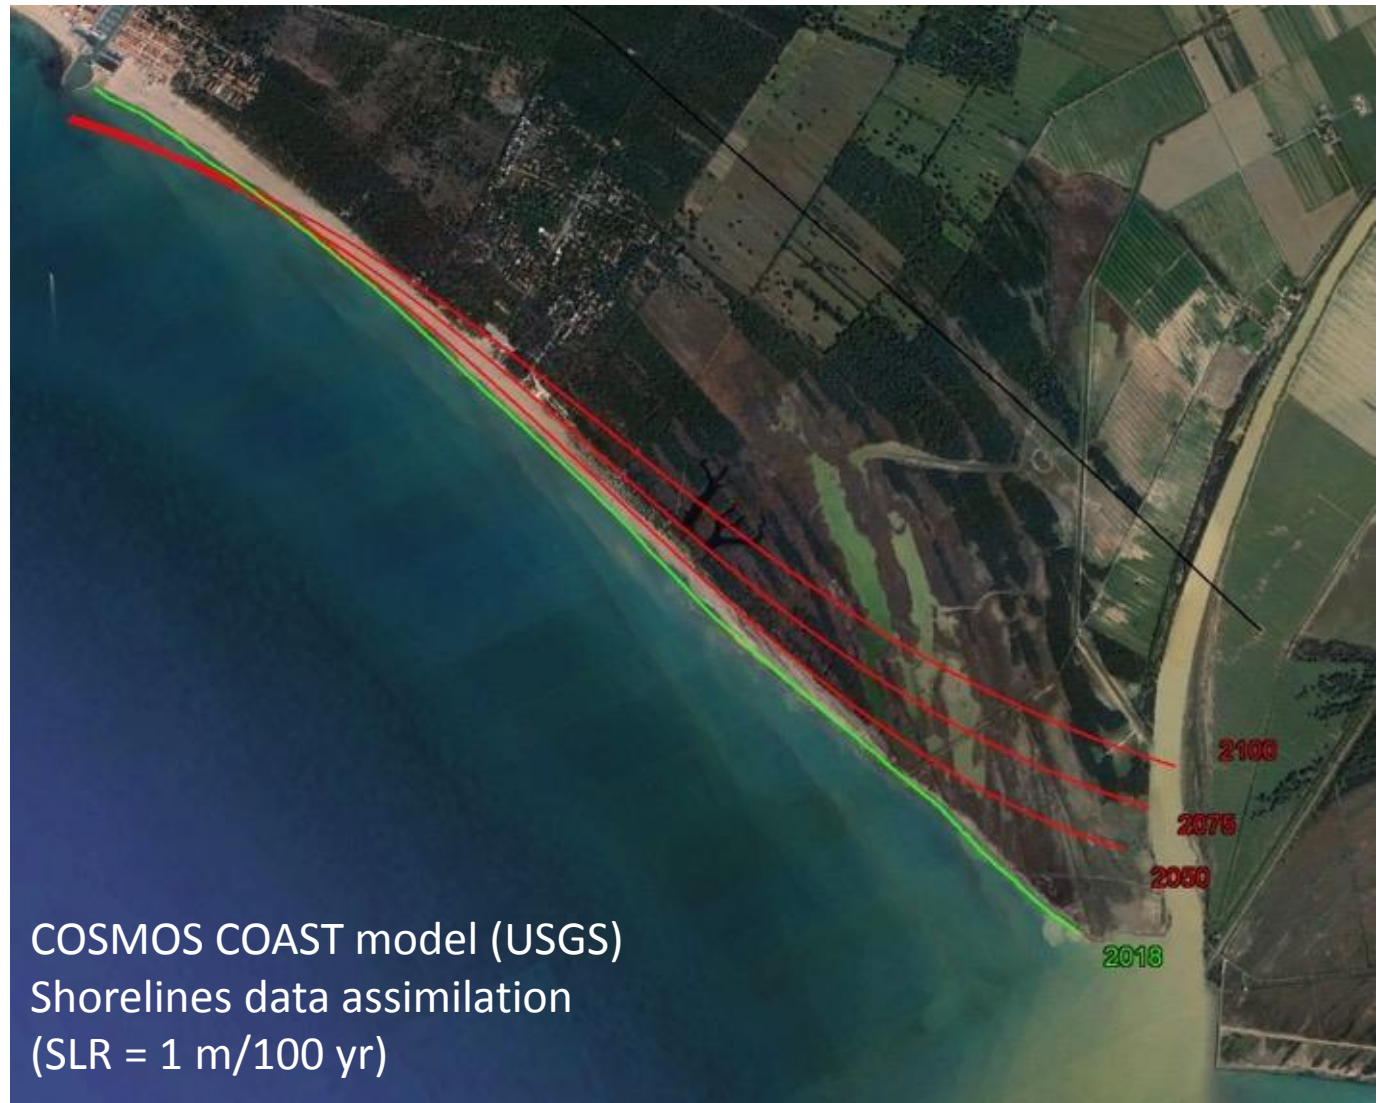 2100
2075
2050
2018
COSMOS COAST model (USGS)
Shorelines data assimilation
(SLR = 1 m/100 yr)